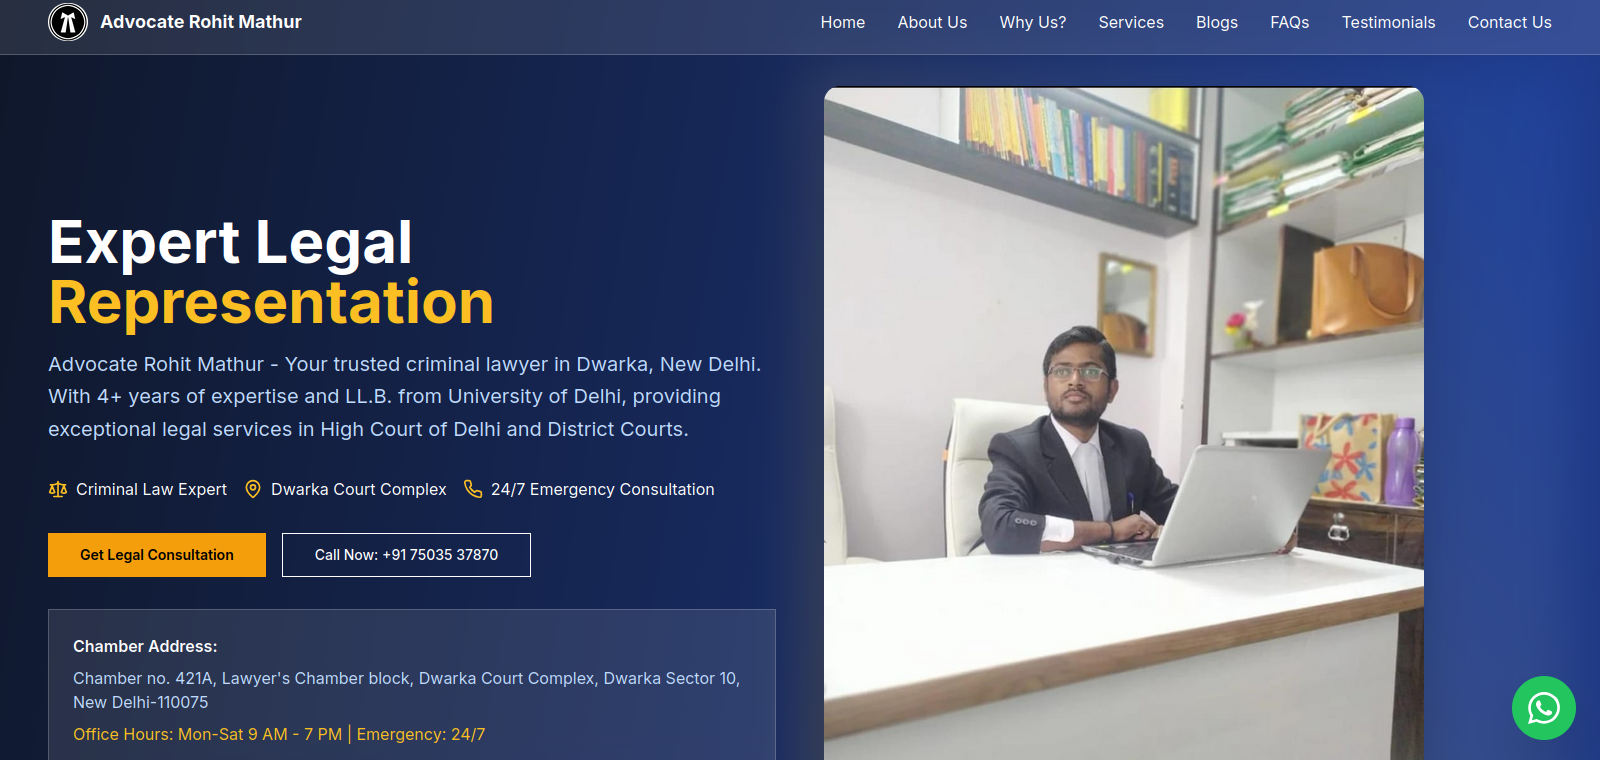 Advocate Rohit Mathur
Home About Us Why Us? Services Blogs FAQs Testimonials Contact Us
Expert Legal
Representation
Advocate Rohit Mathur - Your trusted criminal lawyer in Dwarka, New Delhi.
With 4+ years of expertise and LL.B. from University of Delhi, providing
exceptional legal services in High Court of Delhi and District Courts.
Criminal Law Expert Dwarka Court Complex 24/7 Emergency Consultation
Get Legal Consultation Call Now: +91 75035 37870
Chamber Address:
Chamber no. 421A, Lawyer's Chamber block, Dwarka Court Complex, Dwarka Sector 10,
New Delhi-110075
Office Hours: Mon-Sat 9 AM - 7 PM | Emergency: 24/7